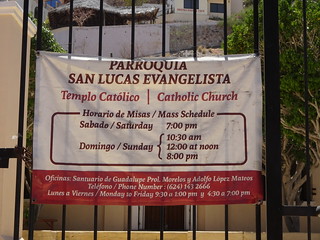 PARROQUIA
SAN LUCAS EVANGELISTA
Templo Católico | Catholic Church
Horario de Misas / Mass Schedule
Sabado / Saturday 7:00 pm
10:30 am
Domingo / Sunday 12:00 at noon
8:00 pm
Oficinas: Santuario de Guadalupe Prol. Morelos y Adolfo López Mateos
Teléfono / Phone Number: (624) 143 2666
Lunes a Viernes / Monday to Friday 9:30 a 1:00 pm y 4:30 a 7:00 pm